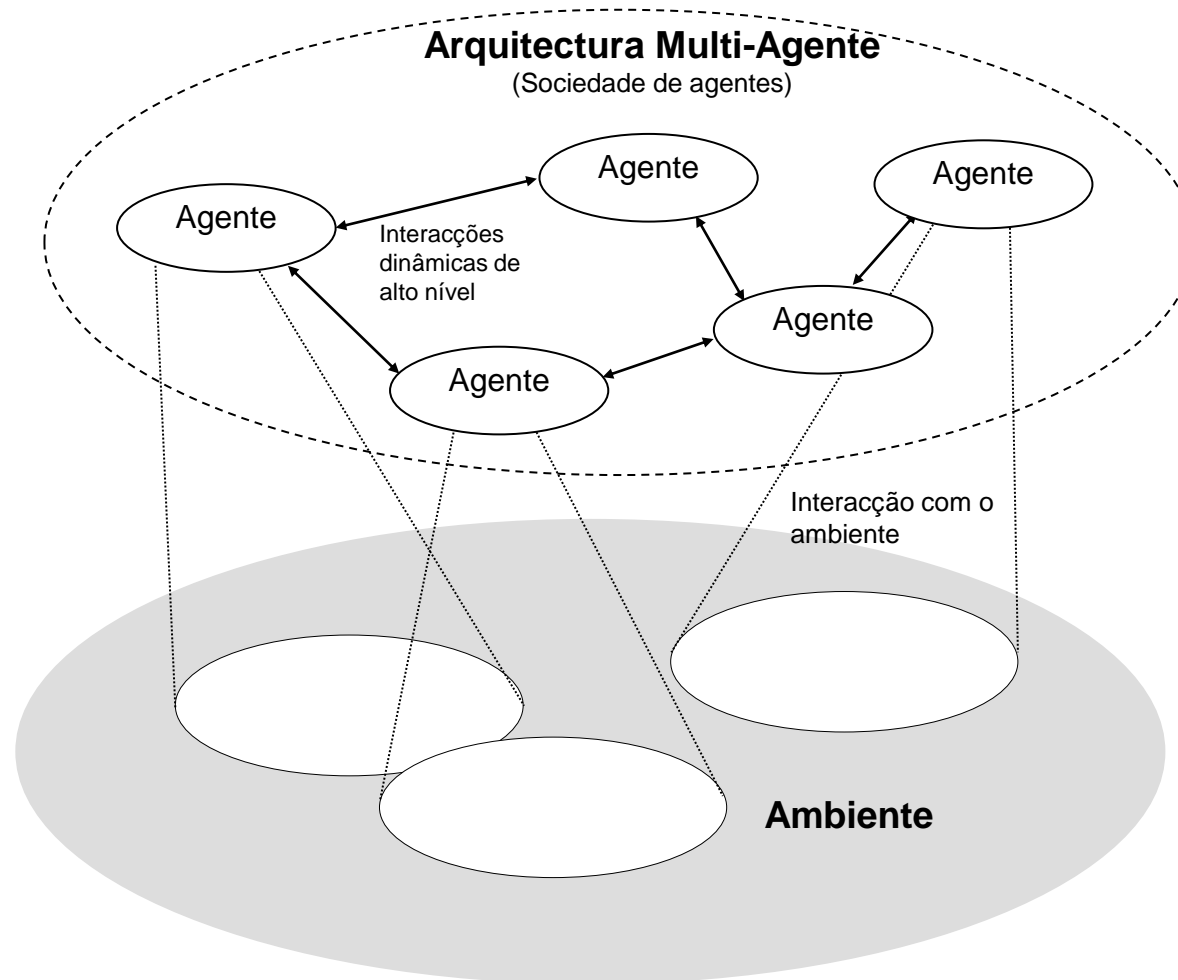 Arquitectura Multi-Agente
(Sociedade de agentes)
Agente
Agente
Agente
Interacções
dinâmicas de
alto nível
Agente
Agente
Interacção com o
ambiente
Ambiente